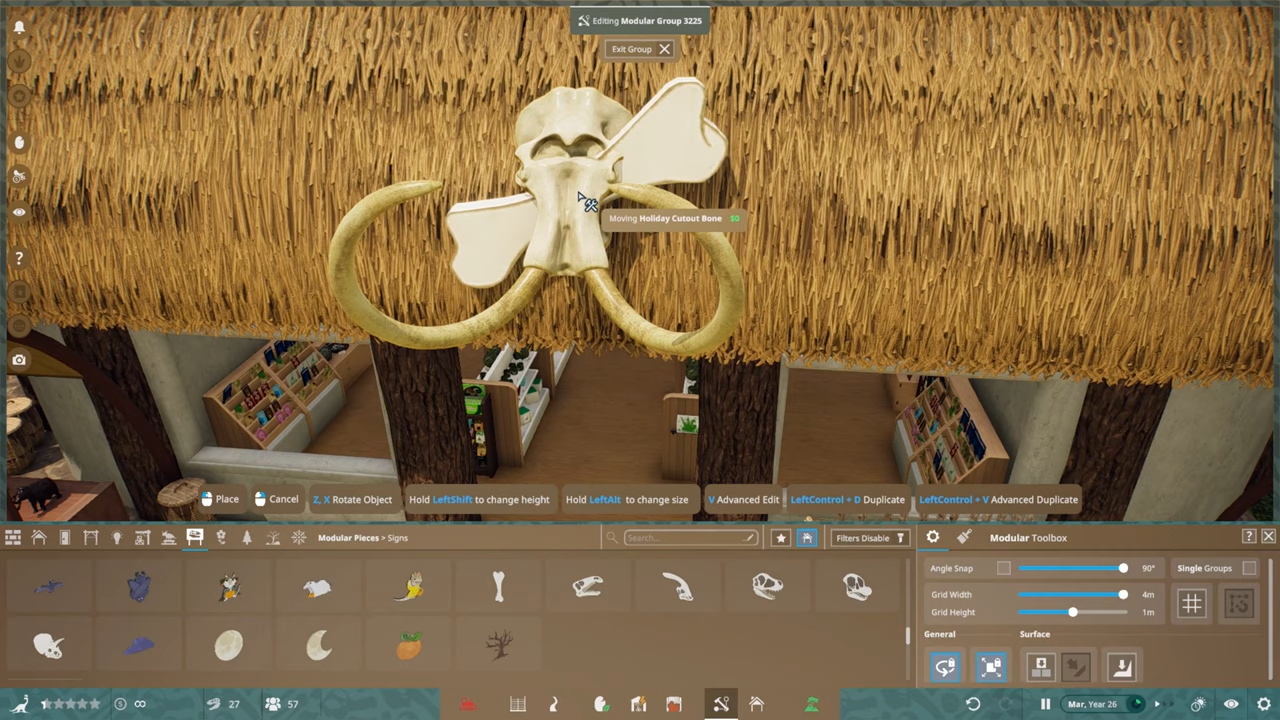 Editing Modular Group 3225
Exit Group
Moving Holiday Cutout Bone $0
Place
Cancel
Z, X Rotate Object
Hold LeftShift to change height
Hold LeftAlt to change size
V Advanced Edit
LeftControl + D Duplicate
LeftControl + V Advanced Duplicate
Modular Pieces > Signs
Search...
Filters Disable
Modular Toolbox
?
Angle Snap
90°
Single Groups
Grid Width
4m
Grid Height
1m
General
Surface
27
57
Mar, Year 26